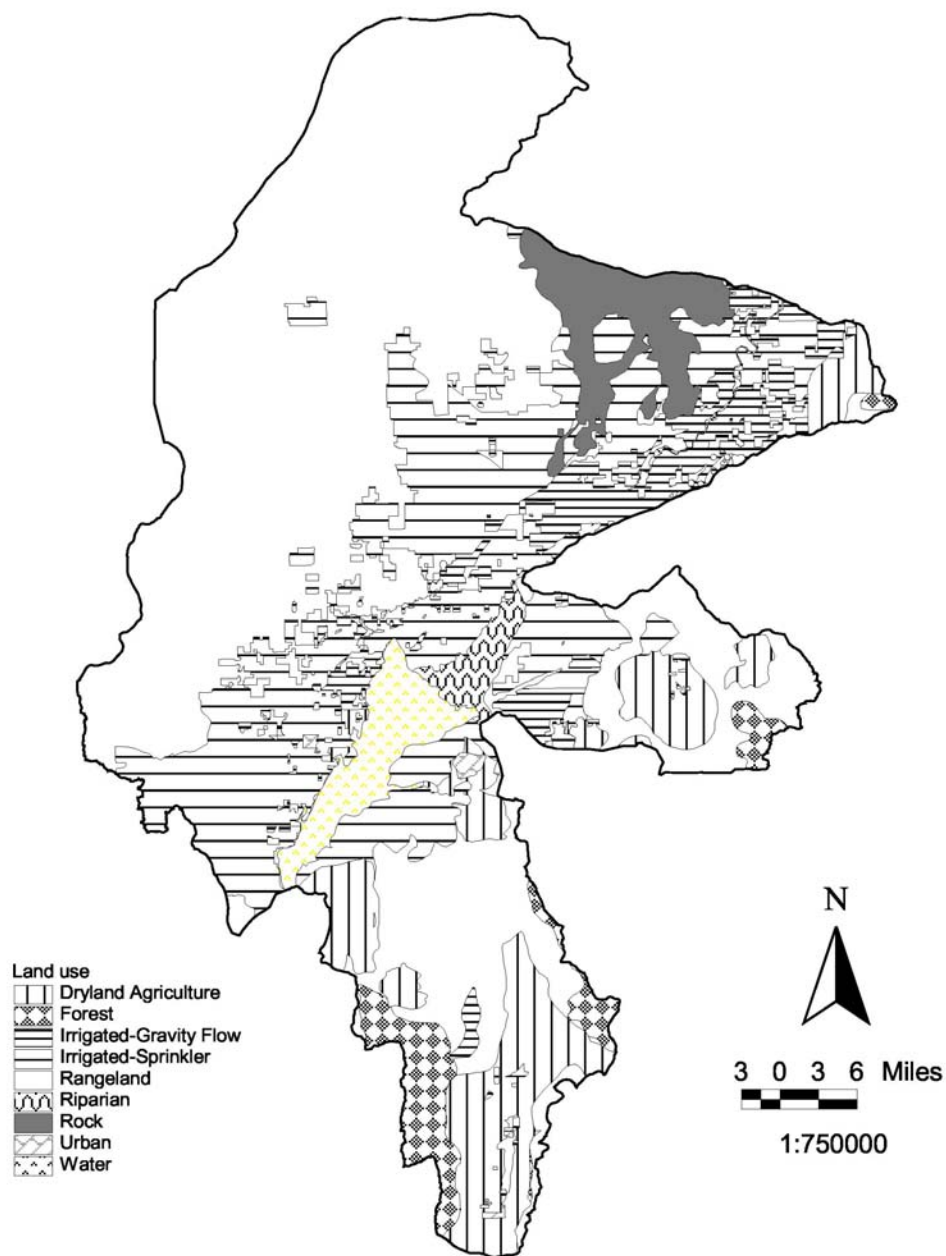 N
Land use
Dryland Agriculture
Forest
Irrigated-Gravity Flow
Irrigated-Sprinkler
Rangeland
Riparian
Rock
Urban
Water
3 0 3 6 Miles
1:750000